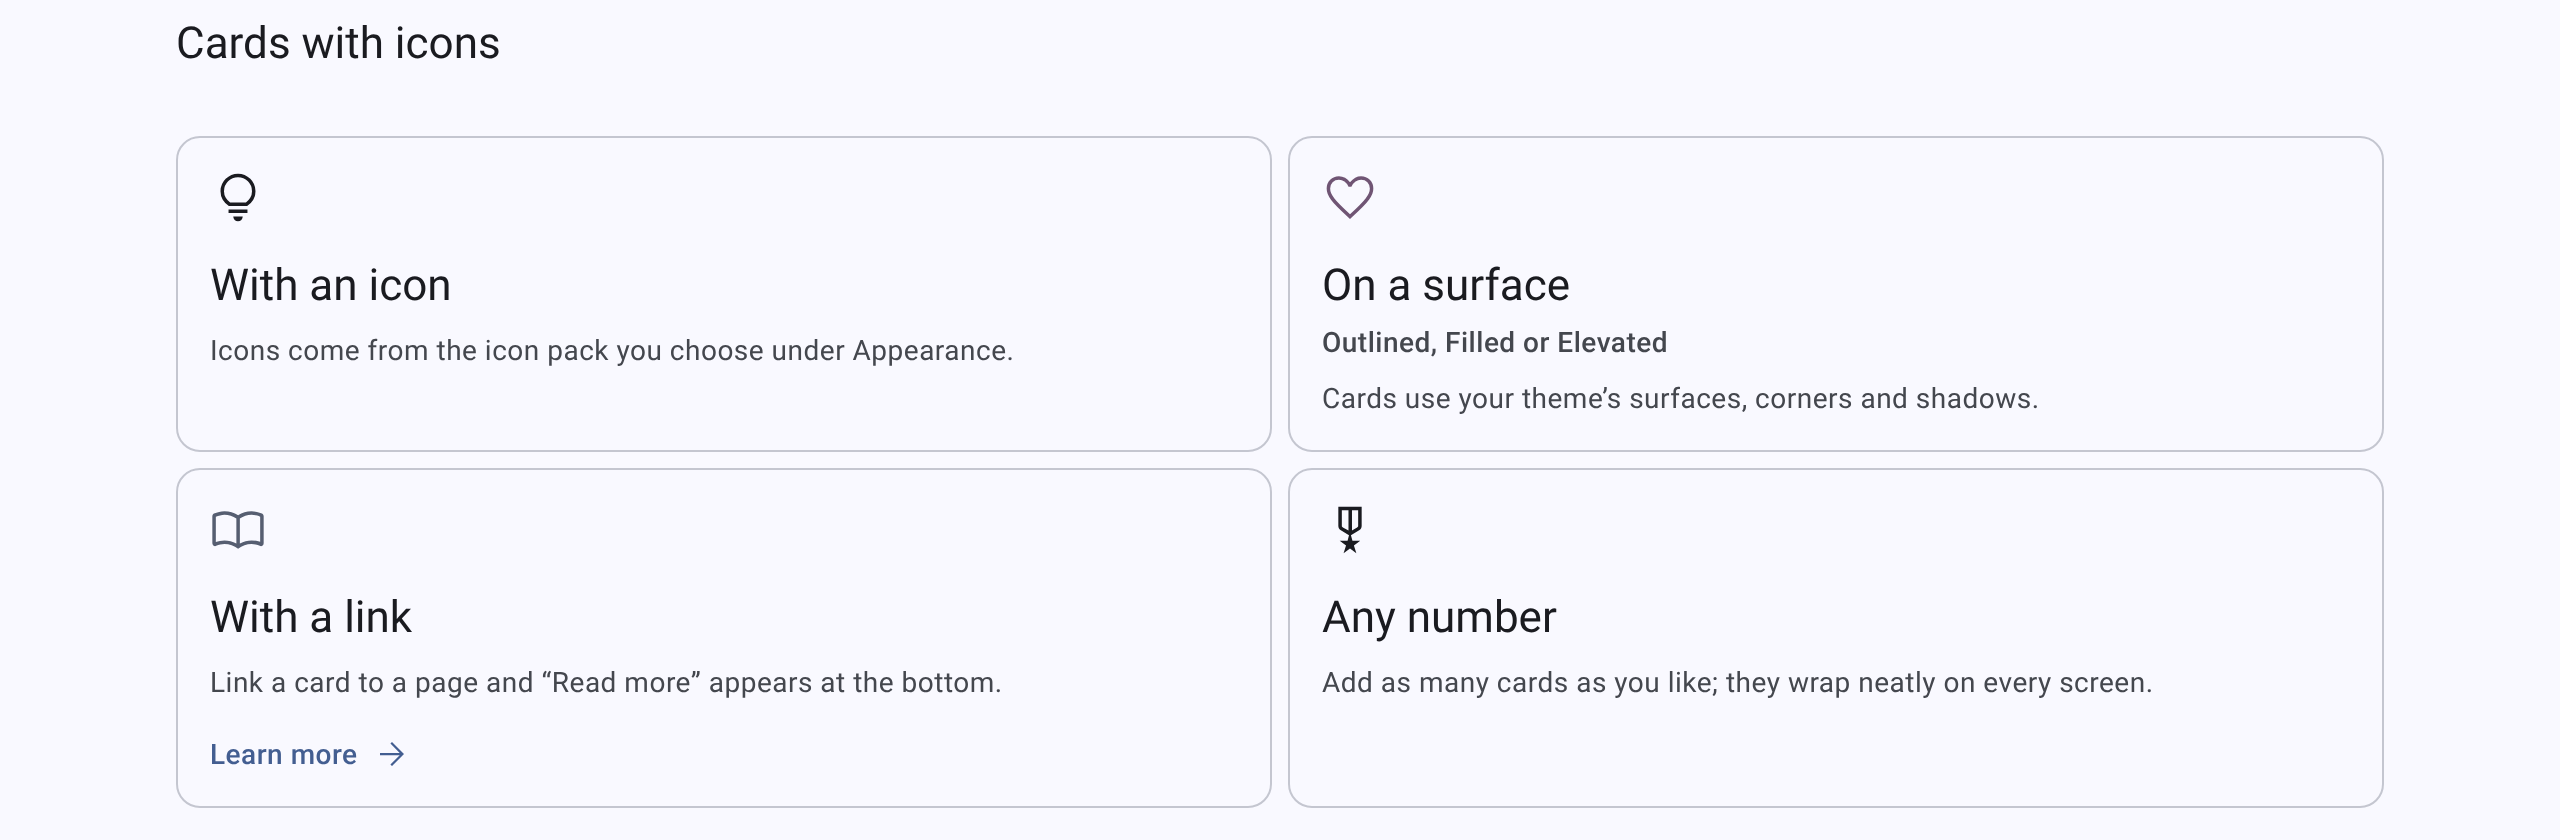 Cards with icons
With an icon
Icons come from the icon pack you choose under Appearance.
On a surface
Outlined, Filled or Elevated
Cards use your theme’s surfaces, corners and shadows.
With a link
Link a card to a page and “Read more” appears at the bottom.
Learn more
Any number
Add as many cards as you like; they wrap neatly on every screen.